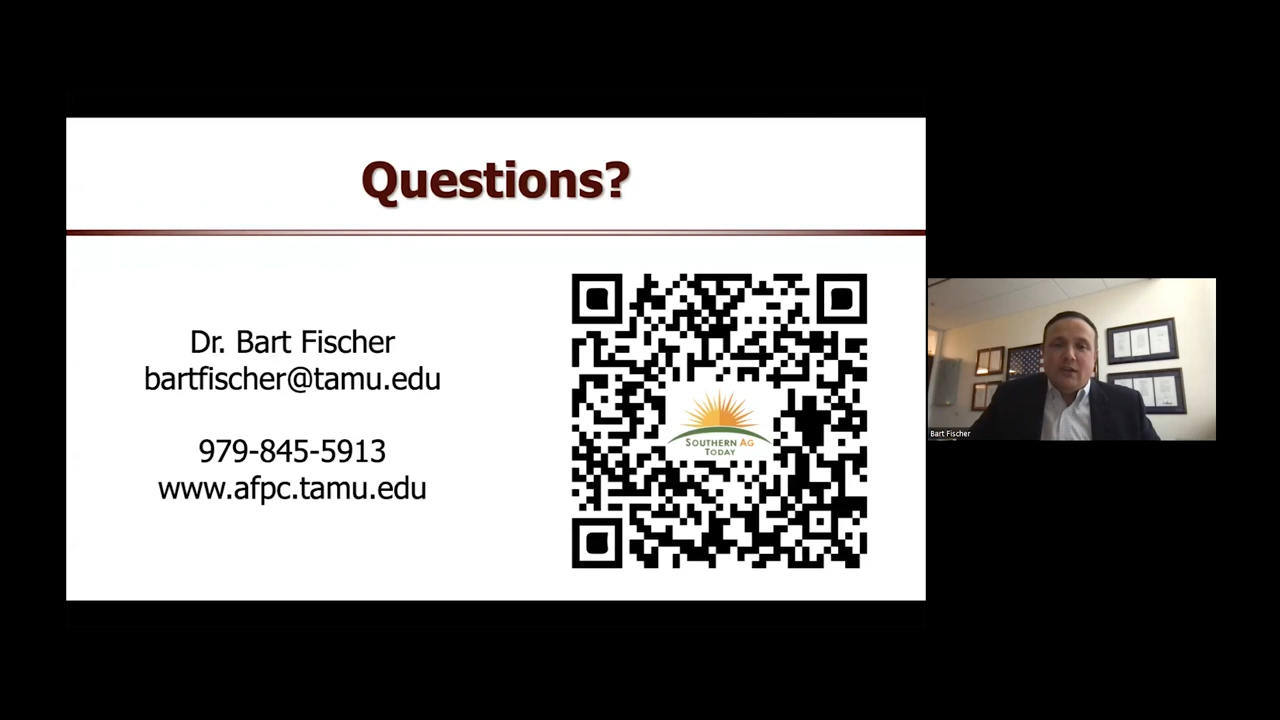 Questions?
Dr. Bart Fischer
bartfischer@tamu.edu
979-845-5913
www.afpc.tamu.edu
SOUTHERN AG
TODAY
Bart Fischer